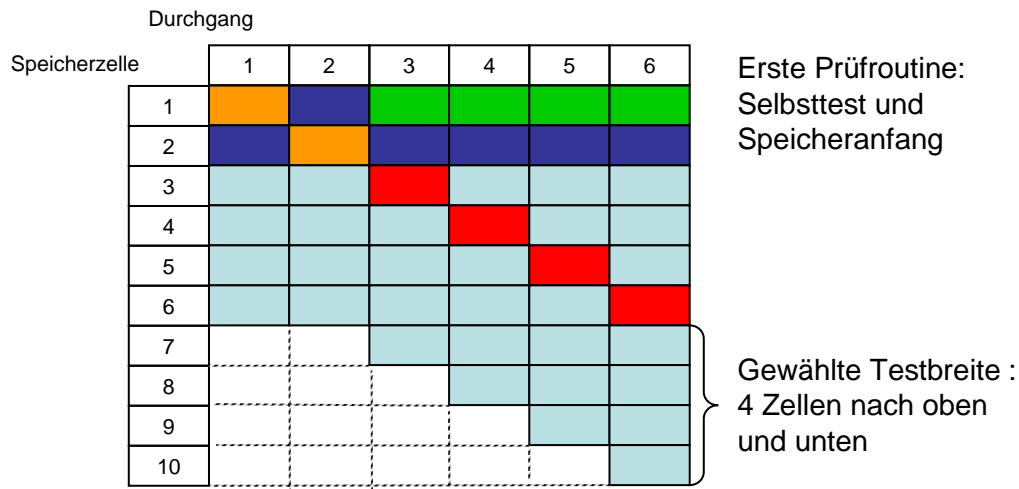 Durchgang
Speicherzelle
1 2 3 4 5 6
1
2
3
4
5
6
7
8
9
10
Erste Prüfroutine:
Selbsttest und
Speicheranfang
Gewählte Testbreite :
4 Zellen nach oben
und unten